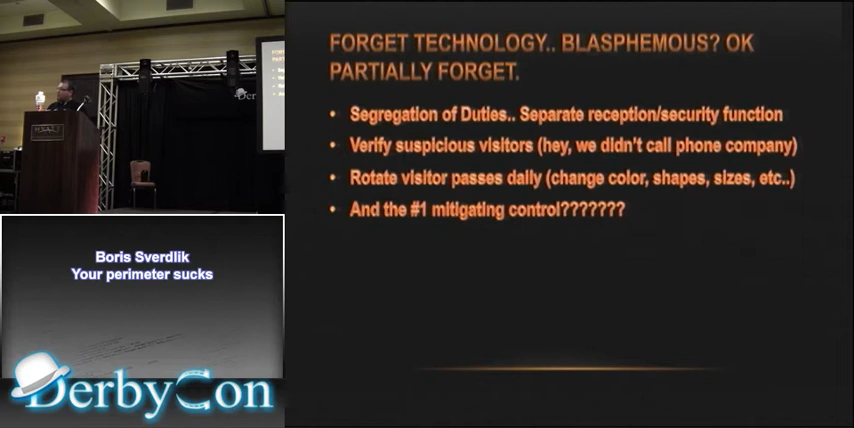 FORGET TECHNOLOGY.. BLASPHEMOUS? OK
PARTIALLY FORGET.
• Segregation of Duties.. Separate reception/security function
• Verify suspicious visitors (hey, we didn't call phone company)
• Rotate visitor passes daily (change color, shapes, sizes, etc..)
• And the #1 mitigating control???????
HYATT
Boris Sverdlik
Your perimeter sucks
DerbyCon